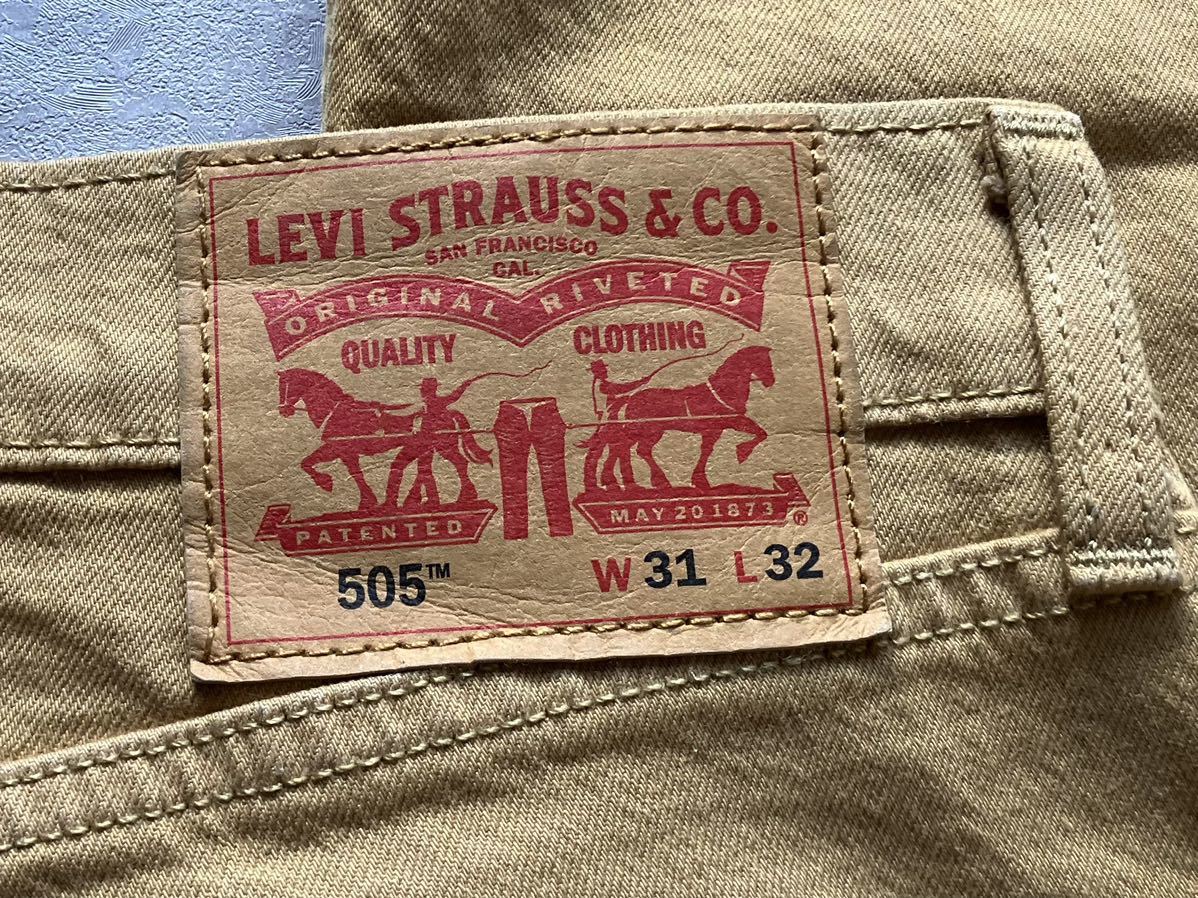 LEVI STRAUSS & CO.
SAN FRANCISCO
CAL.
ORIGINAL RIVETED
QUALITY CLOTHING
PATENTED MAY 20 1873 ®
505™ W 31 L 32